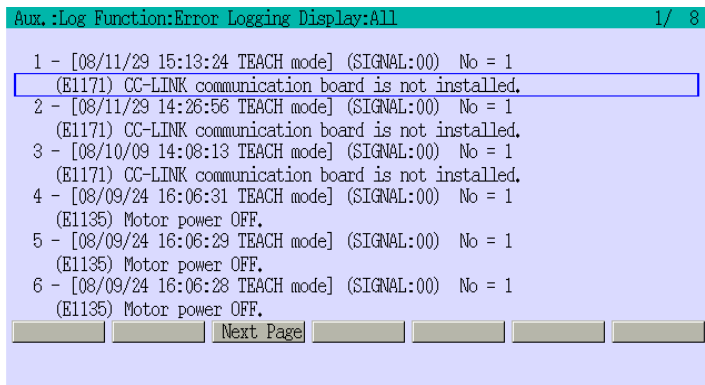 Aux.:Log Function:Error Logging Display:All 1/ 8
1 - [08/11/29 15:13:24 TEACH mode] (SIGNAL:00) No = 1
(E1171) CC-LINK communication board is not installed.
2 - [08/11/29 14:26:56 TEACH mode] (SIGNAL:00) No = 1
(E1171) CC-LINK communication board is not installed.
3 - [08/10/09 14:08:13 TEACH mode] (SIGNAL:00) No = 1
(E1171) CC-LINK communication board is not installed.
4 - [08/09/24 16:06:31 TEACH mode] (SIGNAL:00) No = 1
(E1135) Motor power OFF.
5 - [08/09/24 16:06:29 TEACH mode] (SIGNAL:00) No = 1
(E1135) Motor power OFF.
6 - [08/09/24 16:06:28 TEACH mode] (SIGNAL:00) No = 1
(E1135) Motor power OFF.
Next Page